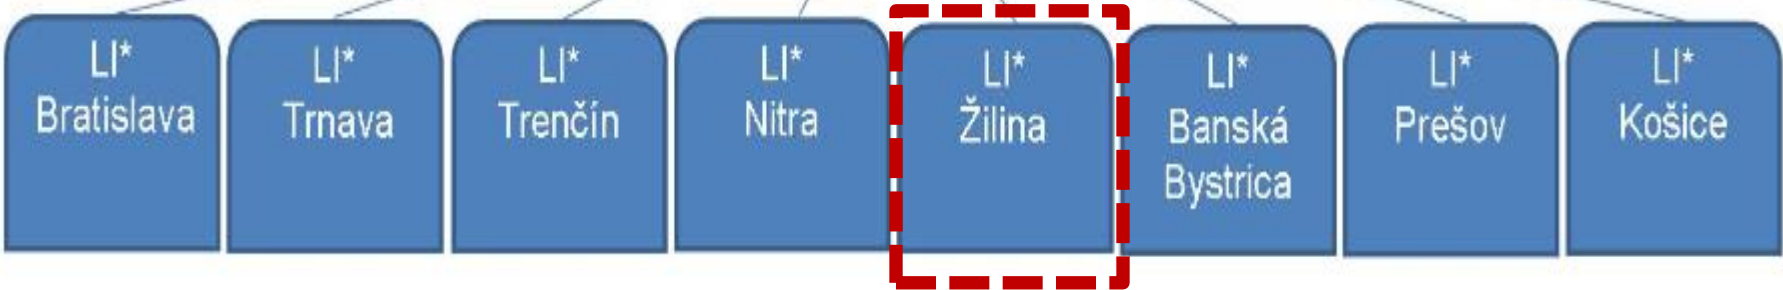 LI*
Bratislava
LI*
Trnava
LI*
Trenčín
LI*
Nitra
LI*
Žilina
LI*
Banská
Bystrica
LI*
Prešov
LI*
Košice